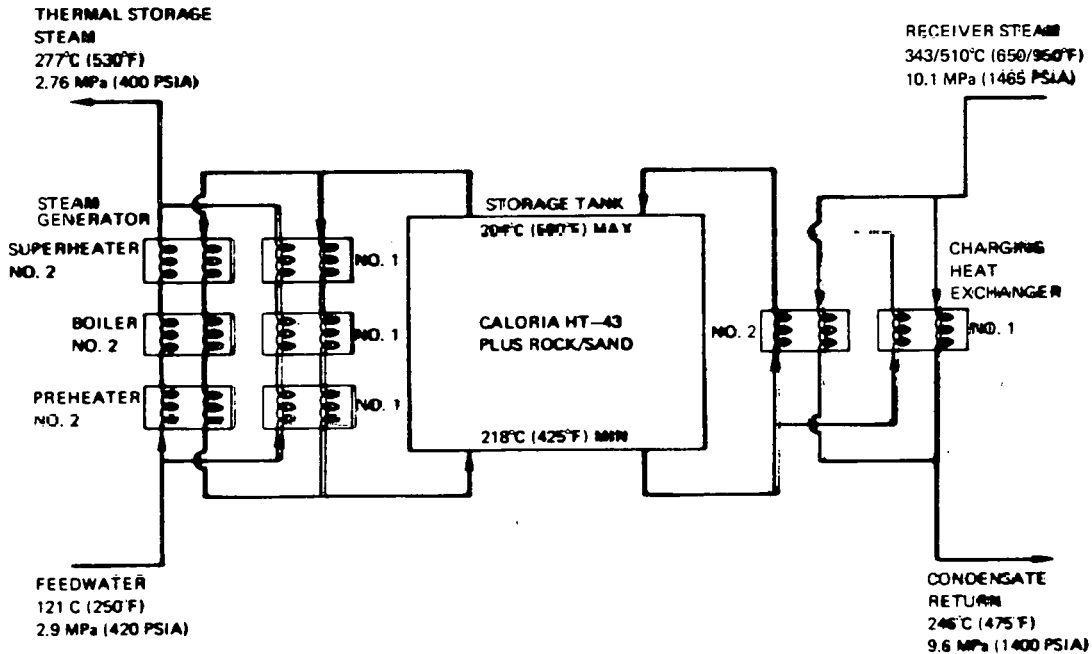 THERMAL STORAGE
STEAM
277°C (530°F)
2.76 MPa (400 PSIA)
RECEIVER STEAM
343/510°C (650/950°F)
10.1 MPa (1465 PSIA)
STEAM
GENERATOR
SUPERHEATER
NO. 2
NO. 1
BOILER
NO. 2
NO. 1
PREHEATER
NO. 2
NO. 1
STORAGE TANK
MAX
CALORIA HT-43
PLUS ROCK/SAND
218°C (425°F) MIN
CHARGING
HEAT
EXCHANGER
NO. 2
NO. 1
FEEDWATER
121 C (250°F)
2.9 MPa (420 PSIA)
CONDENSATE
RETURN
246°C (475°F)
9.6 MPa (1400 PSIA)